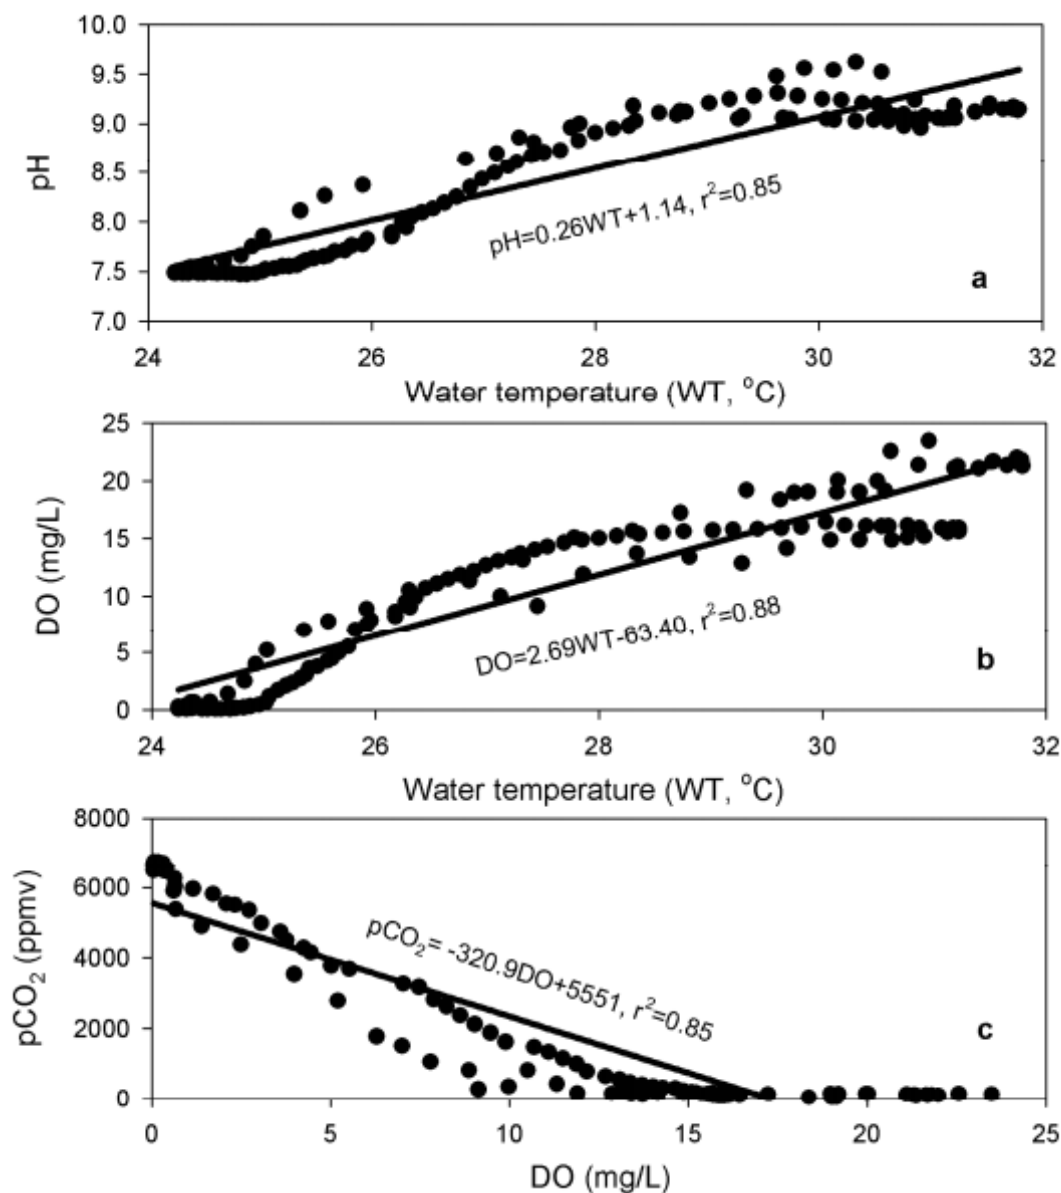 10.0
9.5
9.0
8.5
8.0
7.5
7.0
pH
pH=0.26WT+1.14, r²=0.85
a
24 26 28 30 32
Water temperature (WT, °C)
25
20
15
10
5
0
DO (mg/L)
DO=2.69WT-63.40, r²=0.88
b
24 26 28 30 32
Water temperature (WT, °C)
8000
6000
4000
2000
0
pCO₂ (ppmv)
pCO₂= -320.9DO+5551, r²=0.85
c
0 5 10 15 20 25
DO (mg/L)